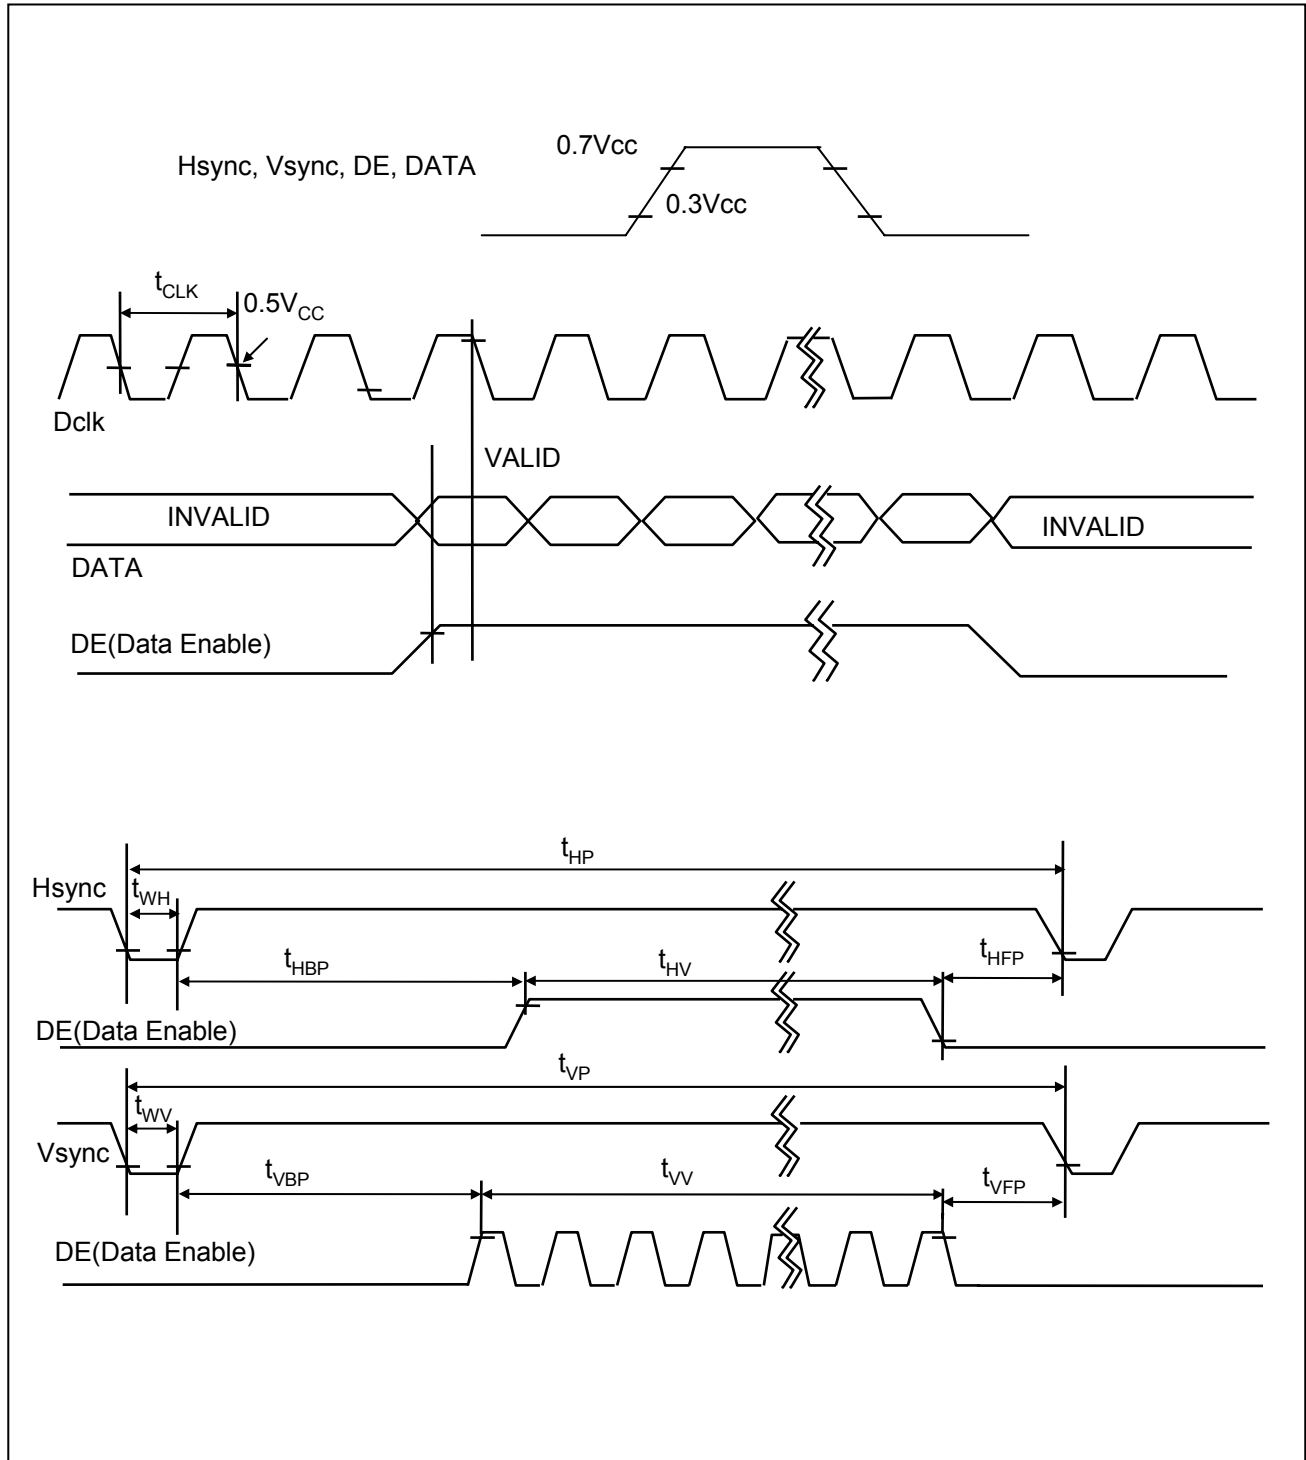 0.7Vcc
Hsync, Vsync, DE, DATA
0.3Vcc
tCLK
0.5VCC
Dclk
VALID
INVALID
INVALID
DATA
DE(Data Enable)
tHP
Hsync
tWH
tHBP
tHV
tHFP
DE(Data Enable)
tVP
tWV
Vsync
tVBP
tVV
tVFP
DE(Data Enable)